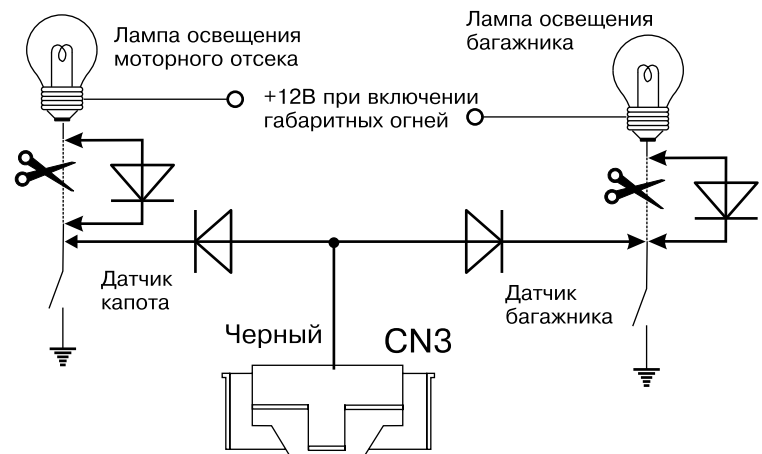 Лампа освещения
моторного отсека
Лампа освещения
багажника
+12В при включении
габаритных огней
Датчик
капота
Датчик
багажника
Черный
CN3